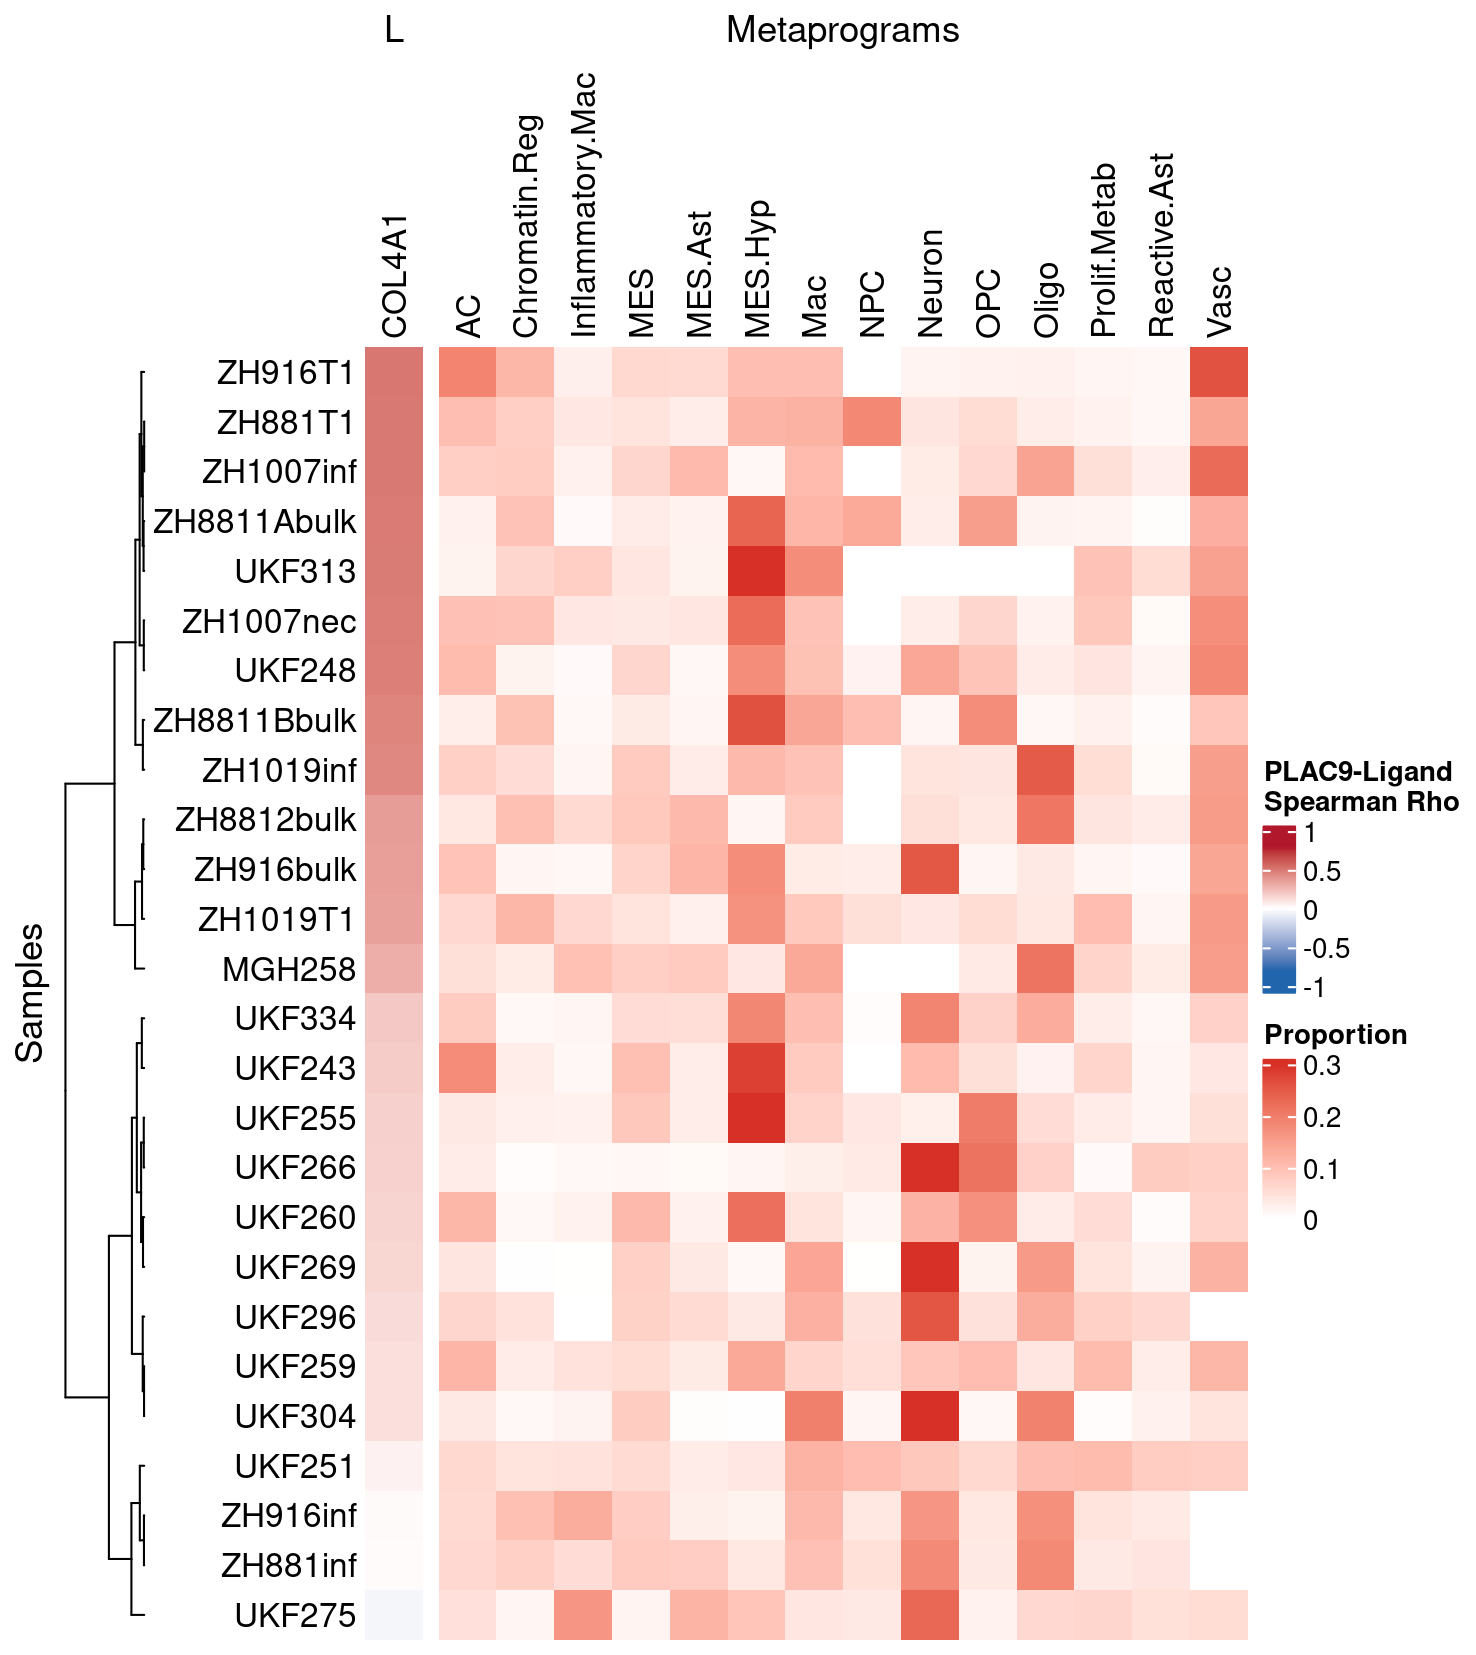 L
Metaprograms
COL4A1
AC
Chromatin.Reg
Inflammatory.Mac
MES
MES.Ast
MES.Hyp
Mac
NPC
Neuron
OPC
Oligo
Prolif.Metab
Reactive.Ast
Vasc
Samples
ZH916T1
ZH881T1
ZH1007inf
ZH8811Abulk
UKF313
ZH1007nec
UKF248
ZH8811Bbulk
ZH1019inf
ZH8812bulk
ZH916bulk
ZH1019T1
MGH258
UKF334
UKF243
UKF255
UKF266
UKF260
UKF269
UKF296
UKF259
UKF304
UKF251
ZH916inf
ZH881inf
UKF275
PLAC9-Ligand
Spearman Rho
1
0.5
0
-0.5
-1
Proportion
0.3
0.2
0.1
0